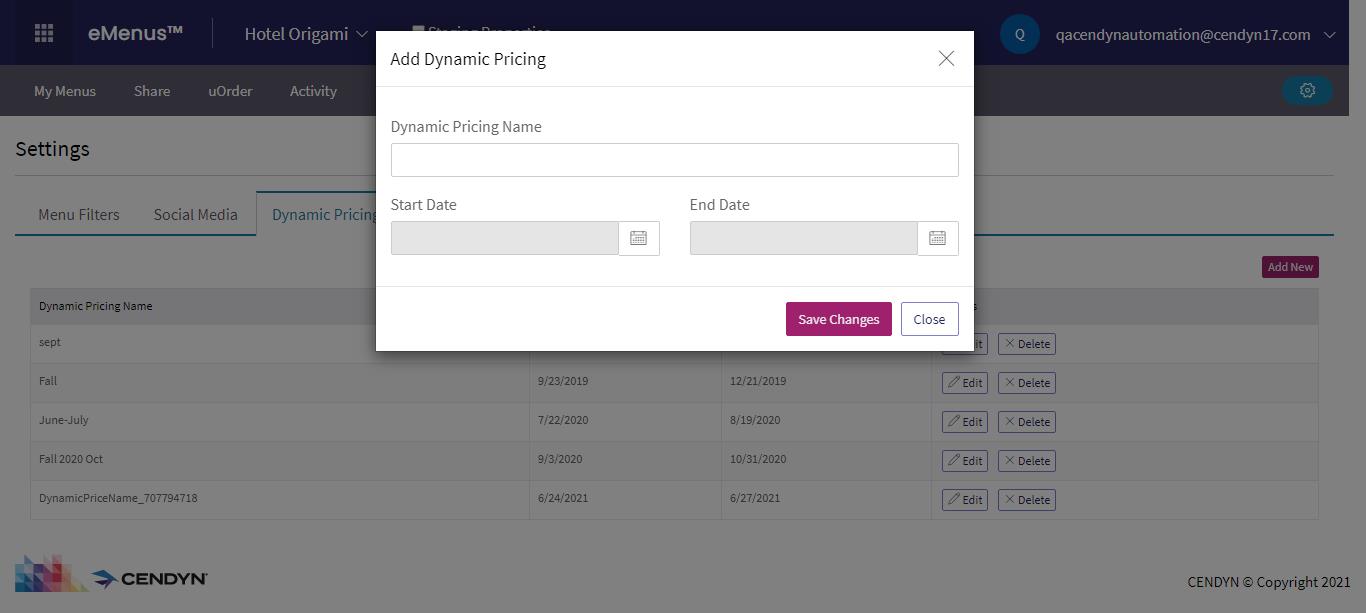 eMenus™ Hotel Origami Staging Properties Q qacendynautomation@cendyn17.com
My Menus Share uOrder Activity
Settings
Menu Filters Social Media Dynamic Pricing
Add Dynamic Pricing
Dynamic Pricing Name
Start Date End Date
Save Changes Close
Add New
Dynamic Pricing Name
sept Delete
Fall 9/23/2019 12/21/2019 Edit Delete
June-July 7/22/2020 8/19/2020 Edit Delete
Fall 2020 Oct 9/3/2020 10/31/2020 Edit Delete
DynamicPriceName_707794718 6/24/2021 6/27/2021 Edit Delete
CENDYN CENDYN © Copyright 2021